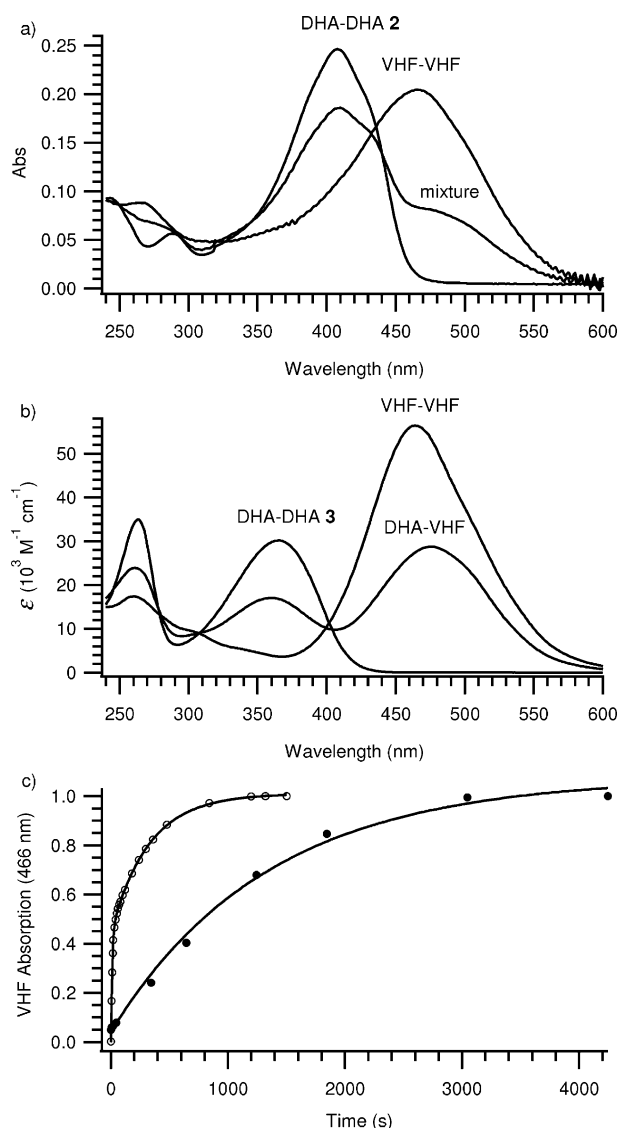 a)
DHA-DHA 2
VHF-VHF
mixture
0.25
0.20
0.15
0.10
0.05
0.00
Abs
250 300 350 400 450 500 550 600
Wavelength (nm)
b)
VHF-VHF
DHA-DHA 3
DHA-VHF
50
40
30
20
10
0
ε (10³ M⁻¹ cm⁻¹)
250 300 350 400 450 500 550 600
Wavelength (nm)
c)
1.0
0.8
0.6
0.4
0.2
0.0
VHF Absorption (466 nm)
0 1000 2000 3000 4000
Time (s)